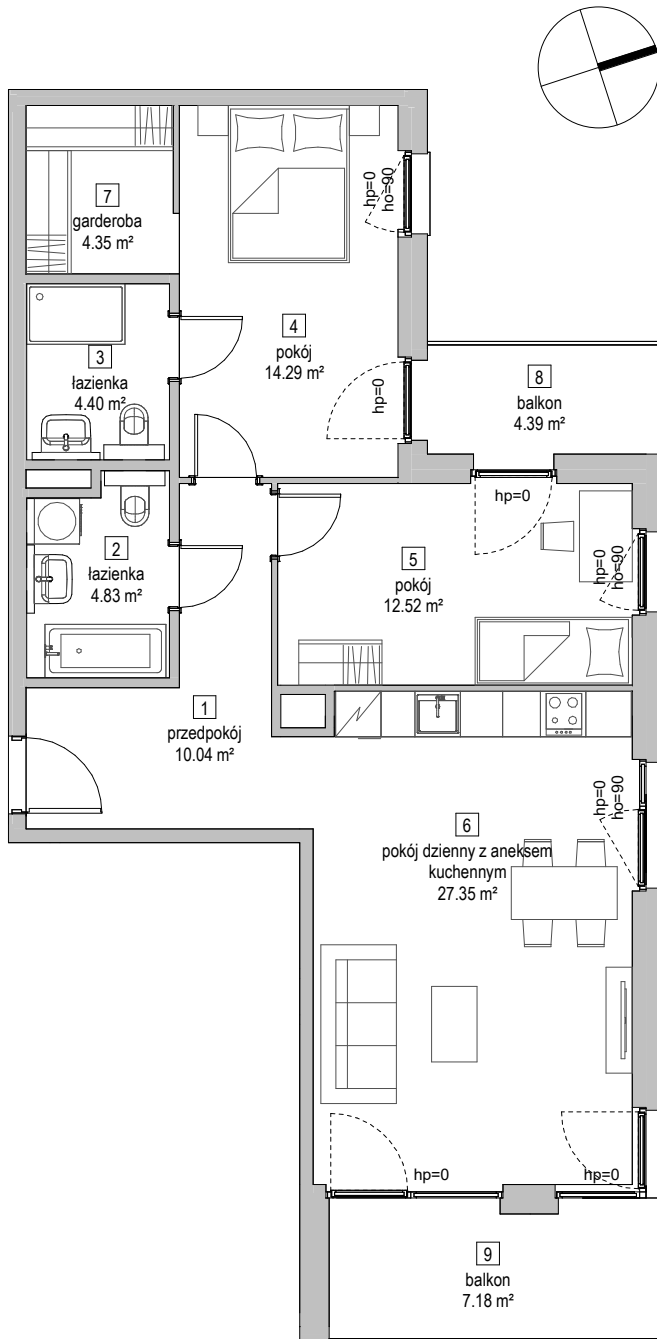 7
garderoba
4.35 m²
hp=0
ho=90
4
pokój
14.29 m²
3
łazienka
4.40 m²
hp=0
8
balkon
4.39 m²
hp=0
2
łazienka
4.83 m²
5
pokój
12.52 m²
hp=0
ho=90
1
przedpokój
10.04 m²
hp=0
ho=90
6
pokój dzienny z aneksem
kuchennym
27.35 m²
hp=0
hp=0
9
balkon
7.18 m²